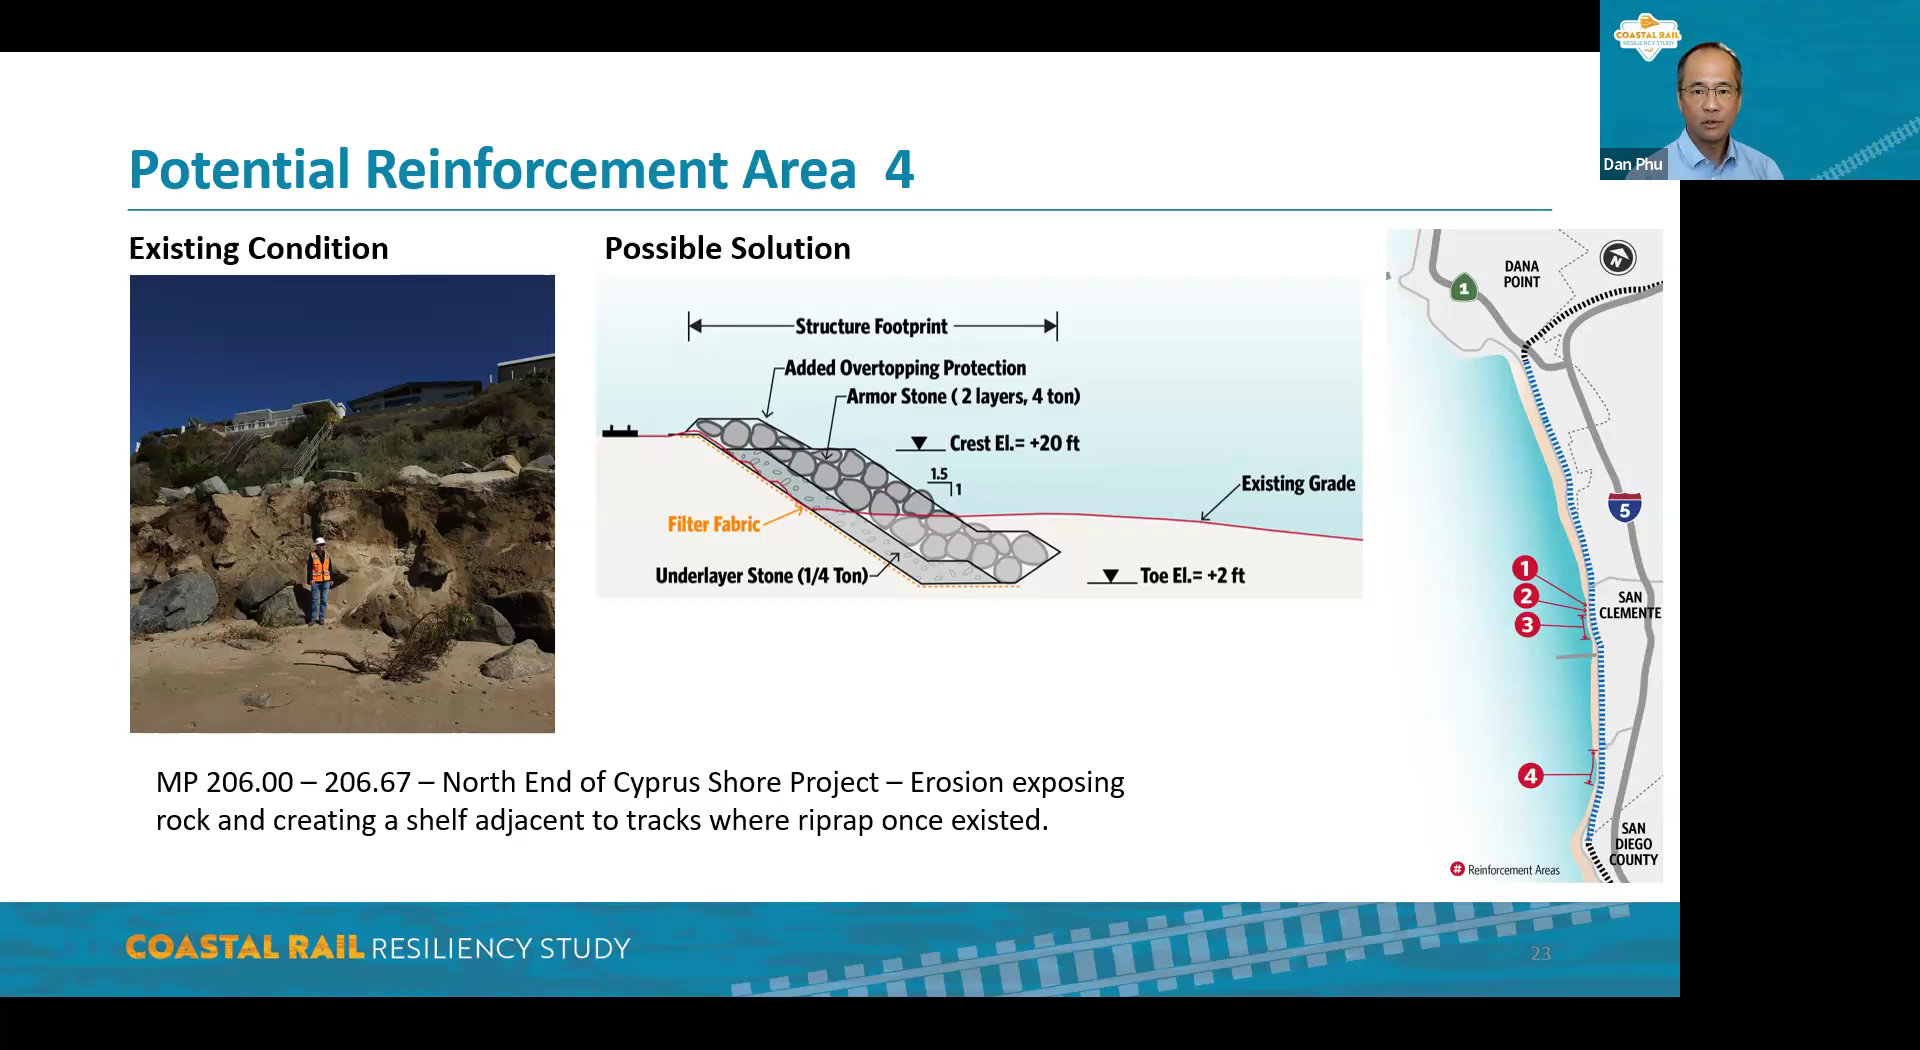 COASTAL RAIL
RESILIENCY STUDY
Dan Phu
Potential Reinforcement Area 4
Existing Condition
Possible Solution
Structure Footprint
Added Overtopping Protection
Armor Stone ( 2 layers, 4 ton)
Crest El.= +20 ft
1.5
1
Existing Grade
Filter Fabric
Underlayer Stone (1/4 Ton)
Toe El.= +2 ft
DANA
POINT
N
1
5
1
2
3
SAN
CLEMENTE
4
SAN
DIEGO
COUNTY
# Reinforcement Areas
MP 206.00 – 206.67 – North End of Cyprus Shore Project – Erosion exposing
rock and creating a shelf adjacent to tracks where riprap once existed.
COASTAL RAIL RESILIENCY STUDY
23